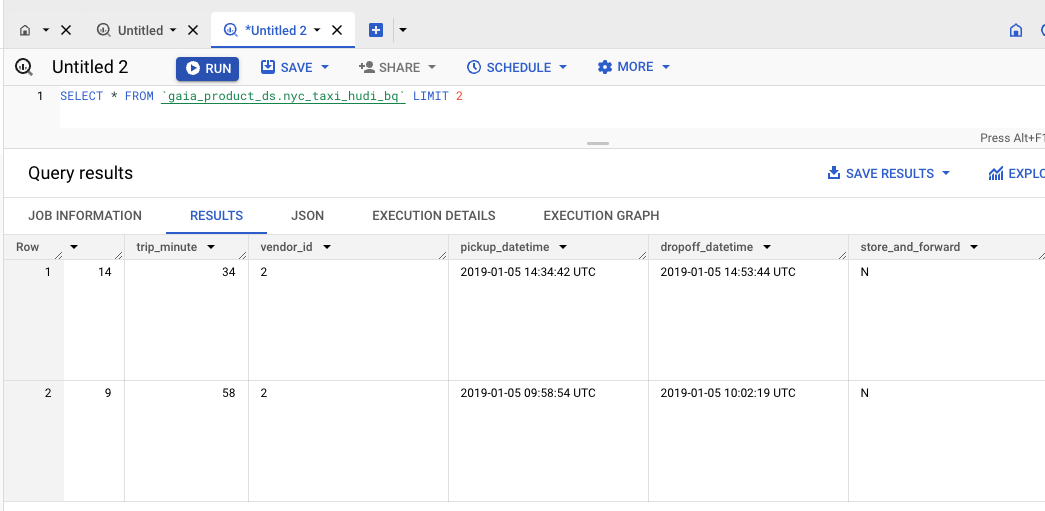 Untitled *Untitled 2
Untitled 2 RUN SAVE SHARE SCHEDULE MORE
1 SELECT * FROM `gaia_product_ds.nyc_taxi_hudi_bq` LIMIT 2
Press Alt+F1
Query results SAVE RESULTS EXPLO
JOB INFORMATION RESULTS JSON EXECUTION DETAILS EXECUTION GRAPH
Row trip_minute vendor_id pickup_datetime dropoff_datetime store_and_forward
1 14 34 2 2019-01-05 14:34:42 UTC 2019-01-05 14:53:44 UTC N
2 9 58 2 2019-01-05 09:58:54 UTC 2019-01-05 10:02:19 UTC N